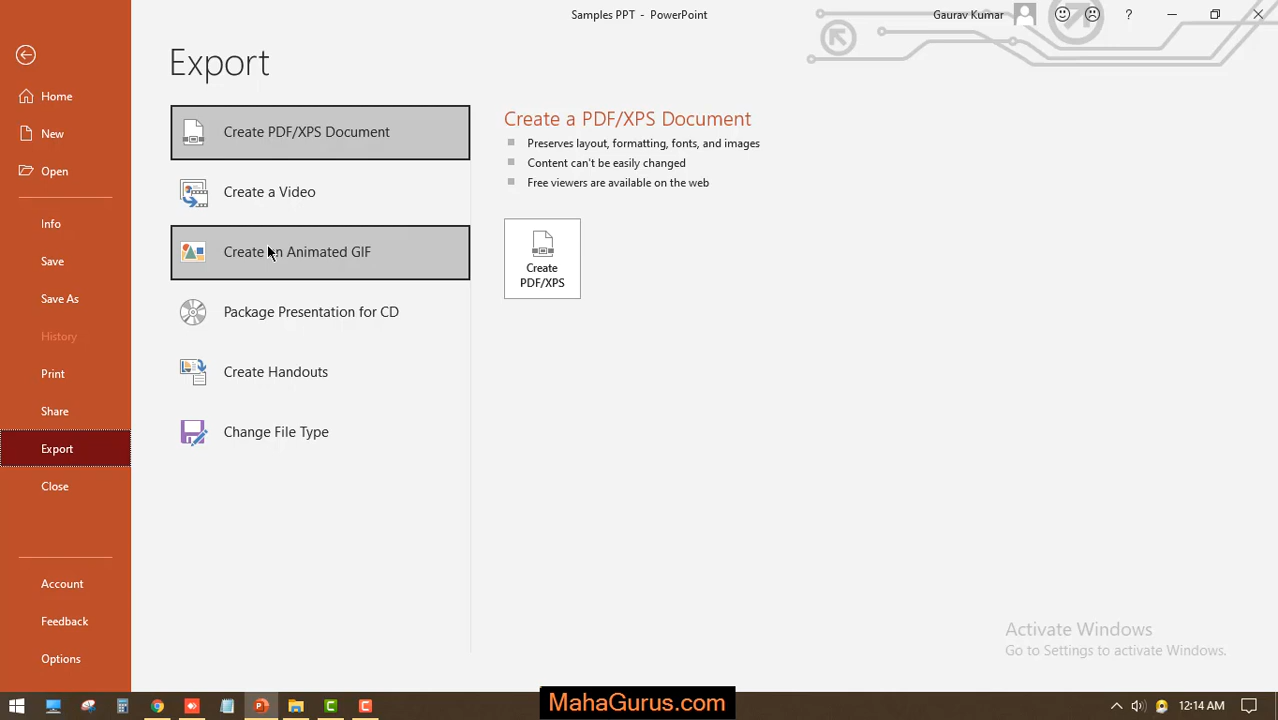 Samples PPT - PowerPoint
Gaurav Kumar
?
Export
Home
New
Open
Info
Save
Save As
History
Print
Share
Export
Close
Account
Feedback
Options
Create PDF/XPS Document
Create a Video
Create an Animated GIF
Package Presentation for CD
Create Handouts
Change File Type
Create a PDF/XPS Document
Preserves layout, formatting, fonts, and images
Content can't be easily changed
Free viewers are available on the web
Create
PDF/XPS
Activate Windows
Go to Settings to activate Windows.
MahaGurus.com
12:14 AM